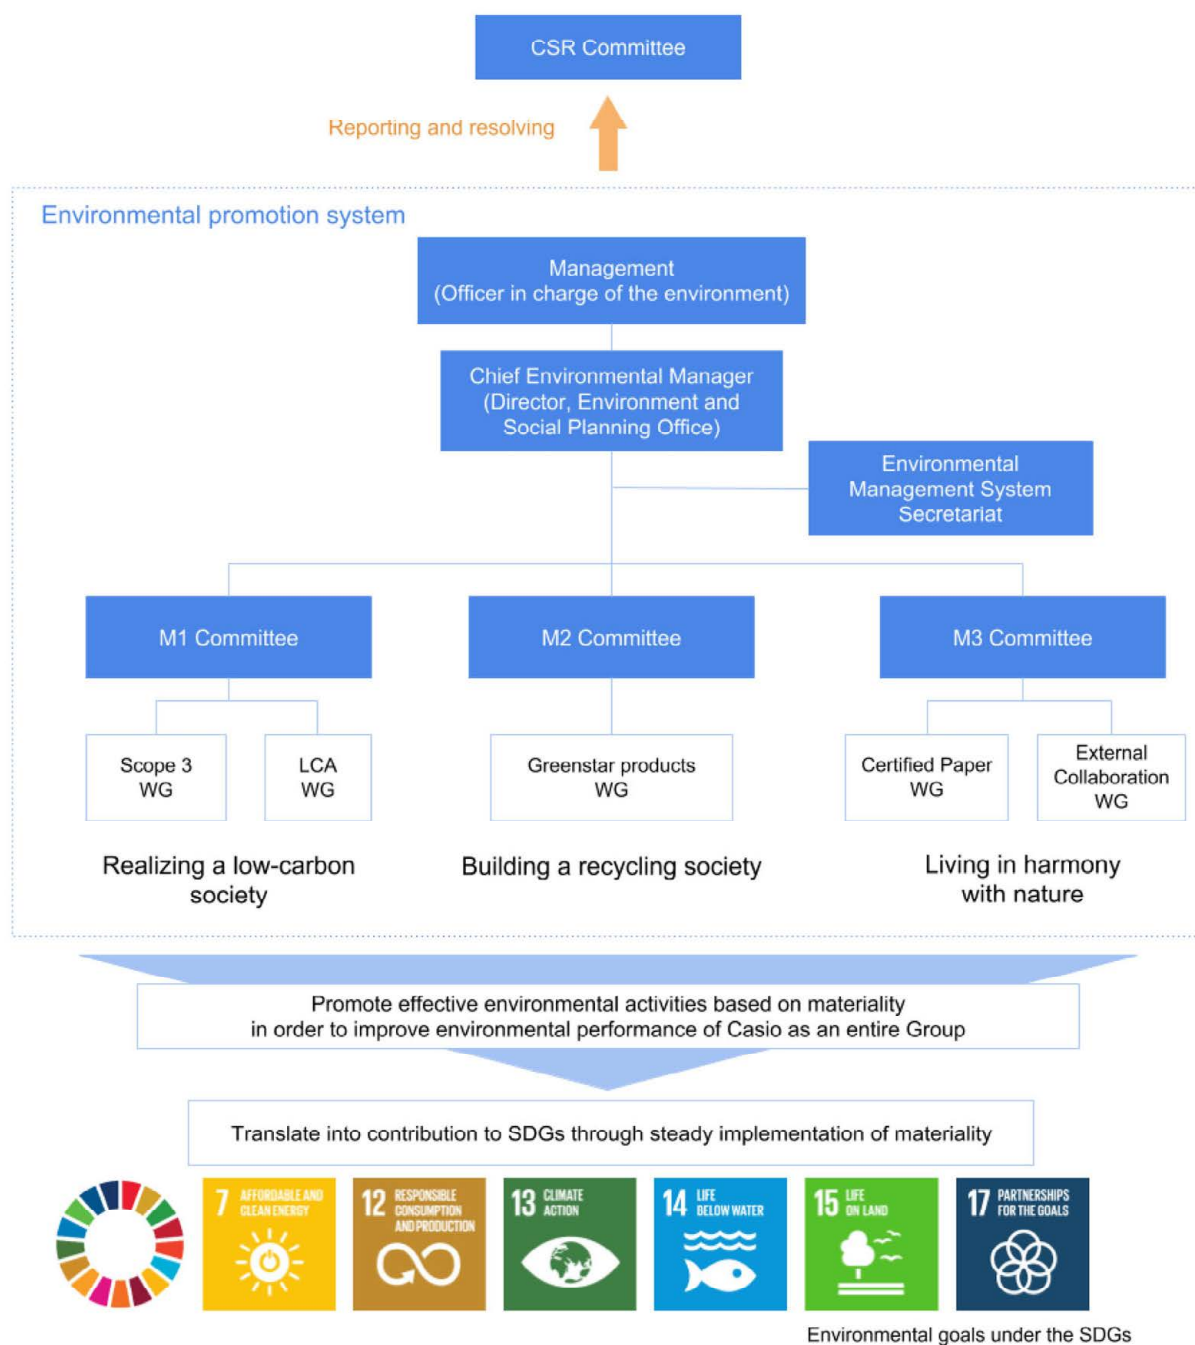 CSR Committee
Reporting and resolving
Environmental promotion system
Management
(Officer in charge of the environment)
Chief Environmental Manager
(Director, Environment and
Social Planning Office)
Environmental
Management System
Secretariat
M1 Committee
M2 Committee
M3 Committee
Scope 3
WG
LCA
WG
Greenstar products
WG
Certified Paper
WG
External
Collaboration
WG
Realizing a low-carbon
society
Building a recycling society
Living in harmony
with nature
Promote effective environmental activities based on materiality
in order to improve environmental performance of Casio as an entire Group
Translate into contribution to SDGs through steady implementation of materiality
7 AFFORDABLE AND
CLEAN ENERGY
12 RESPONSIBLE
CONSUMPTION
AND PRODUCTION
13 CLIMATE
ACTION
14 LIFE
BELOW WATER
15 LIFE
ON LAND
17 PARTNERSHIPS
FOR THE GOALS
Environmental goals under the SDGs